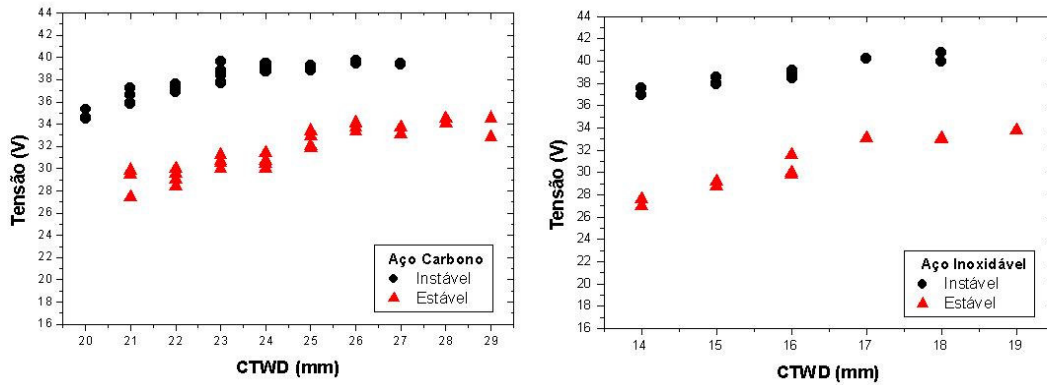 44
42
40
38
36
34
32
30
28
26
24
22
20
18
16
Tensão (V)
20 21 22 23 24 25 26 27 28 29
CTWD (mm)
Aço Carbono
Instável
Estável
44
42
40
38
36
34
32
30
28
26
24
22
20
18
16
Tensão (V)
14 15 16 17 18 19
CTWD (mm)
Aço Inoxidável
Instável
Estável